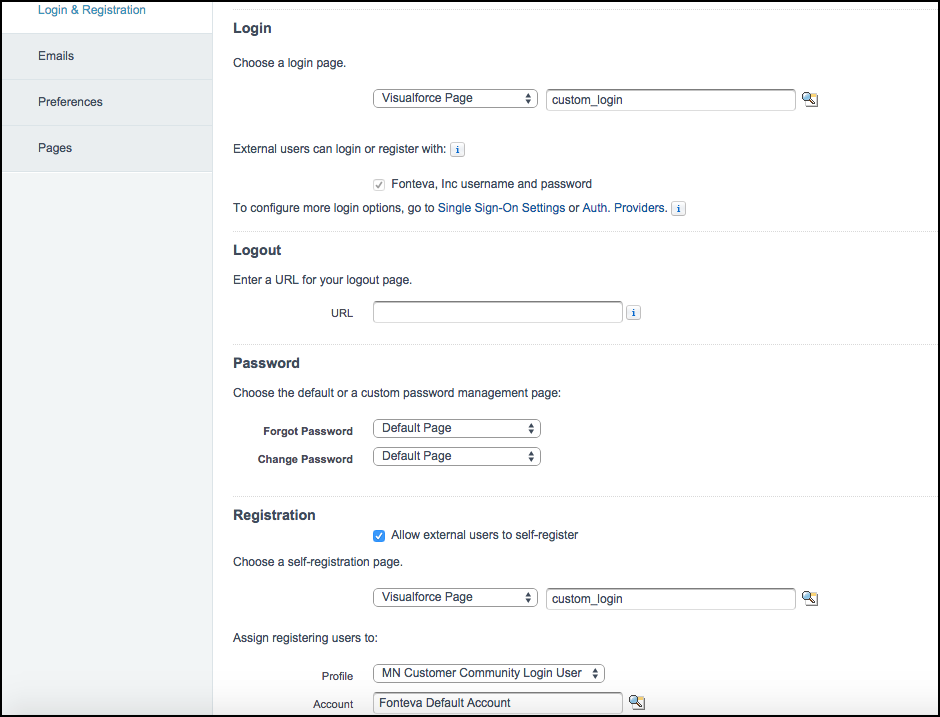 Login & Registration
Emails
Preferences
Pages
Login
Choose a login page.
Visualforce Page custom_login
External users can login or register with: i
Fonteva, Inc username and password
To configure more login options, go to Single Sign-On Settings or Auth. Providers. i
Logout
Enter a URL for your logout page.
URL i
Password
Choose the default or a custom password management page:
Forgot Password Default Page
Change Password Default Page
Registration
Allow external users to self-register
Choose a self-registration page.
Visualforce Page custom_login
Assign registering users to:
Profile MN Customer Community Login User
Account Fonteva Default Account